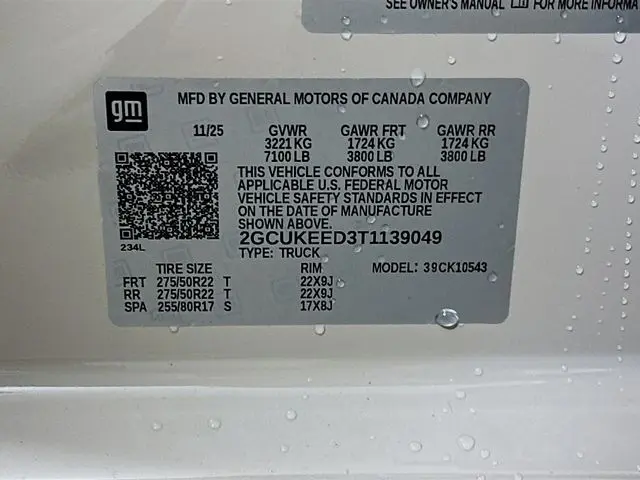 SEE OWNER'S MANUAL FOR MORE INFORMA
gm
MFD BY GENERAL MOTORS OF CANADA COMPANY
11/25 GVWR GAWR FRT GAWR RR
3221 KG 1724 KG 1724 KG
7100 LB 3800 LB 3800 LB
THIS VEHICLE CONFORMS TO ALL
APPLICABLE U.S. FEDERAL MOTOR
VEHICLE SAFETY STANDARDS IN EFFECT
ON THE DATE OF MANUFACTURE
SHOWN ABOVE.
234L
2GCUKEED3T1139049
TYPE: TRUCK
TIRE SIZE RIM MODEL: 39CK10543
FRT 275/50R22 T 22X9J
RR 275/50R22 T 22X9J
SPA 255/80R17 S 17X8J